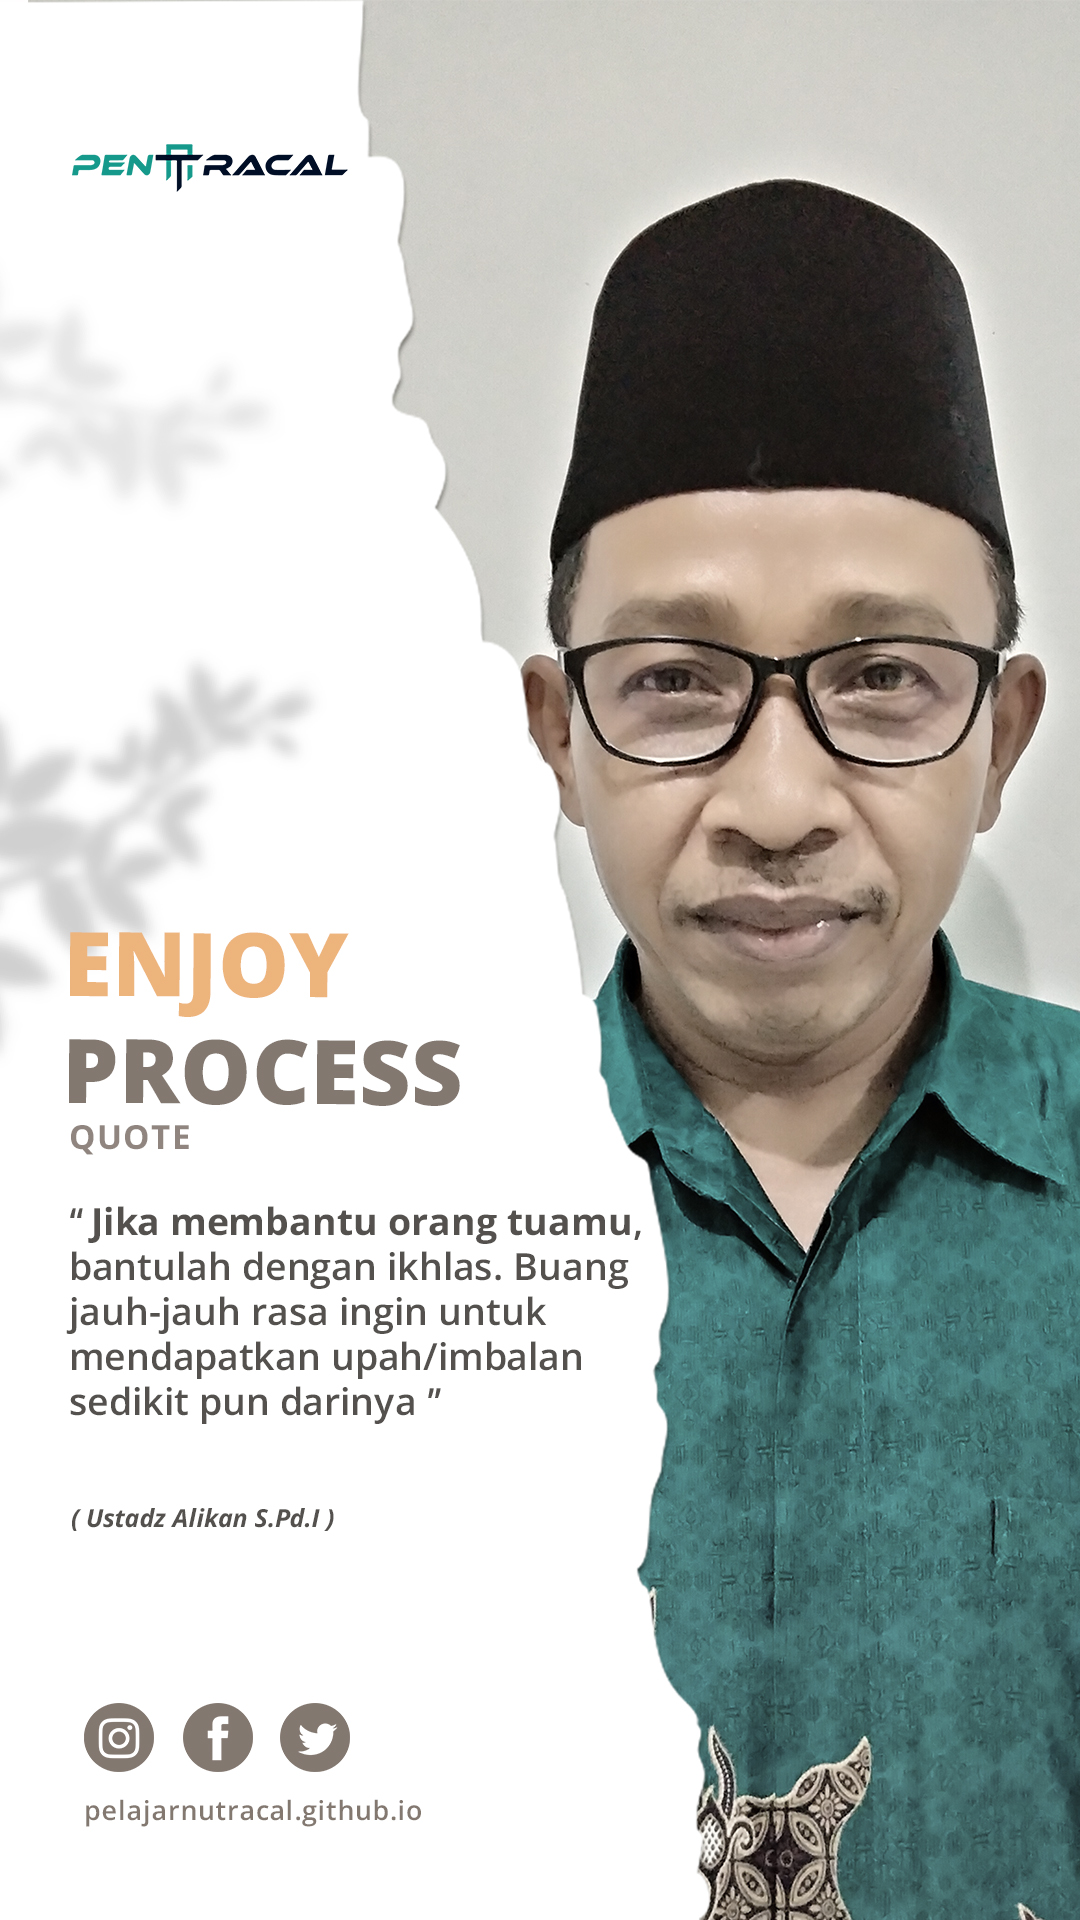 PENTTRACAL
ENJOY
PROCESS
QUOTE
“ Jika membantu orang tuamu,
bantulah dengan ikhlas. Buang
jauh-jauh rasa ingin untuk
mendapatkan upah/imbalan
sedikit pun darinya ”
( Ustadz Alikan S.Pd.I )
pelajarnutracal.github.io